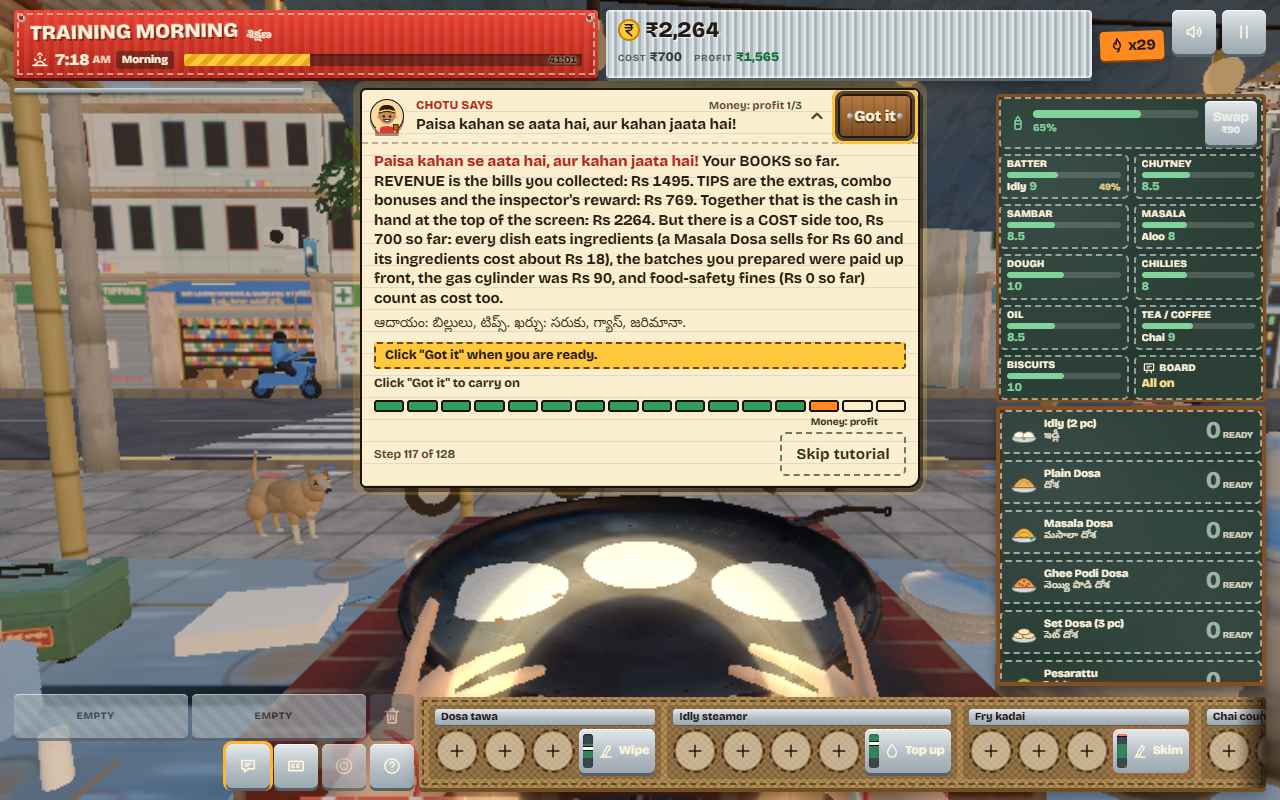 TRAINING MORNING శిక్షణ
7:18 AM Morning 41:01
₹2,264
COST ₹700 PROFIT ₹1,565
x29
CHOTU SAYS
Money: profit 1/3
Paisa kahan se aata hai, aur kahan jaata hai!
Got it
Paisa kahan se aata hai, aur kahan jaata hai! Your BOOKS so far.
REVENUE is the bills you collected: Rs 1495. TIPS are the extras, combo
bonuses and the inspector's reward: Rs 769. Together that is the cash in
hand at the top of the screen: Rs 2264. But there is a COST side too, Rs
700 so far: every dish eats ingredients (a Masala Dosa sells for Rs 60 and
its ingredients cost about Rs 18), the batches you prepared were paid up
front, the gas cylinder was Rs 90, and food-safety fines (Rs 0 so far)
count as cost too.
ఆదాయం: బిల్లులు, టిప్స్. ఖర్చు: సరుకు, గ్యాస్, జరిమానా.
Click "Got it" when you are ready.
Click "Got it" to carry on
Money: profit
Step 117 of 128
Skip tutorial
65%
Swap
₹90
BATTER
Idly 9 49%
CHUTNEY
8.5
SAMBAR
8.5
MASALA
Aloo 8
DOUGH
10
CHILLIES
8
OIL
8.5
TEA / COFFEE
Chai 9
BISCUITS
10
BOARD
All on
Idly (2 pc)
ఇడ్లీ
0 READY
Plain Dosa
దోశ
0 READY
Masala Dosa
మసాలా దోశ
0 READY
Ghee Podi Dosa
నెయ్యి పొడి దోశ
0 READY
Set Dosa (3 pc)
సెట్ దోశ
0 READY
Pesarattu
0 READY
TIFFINS
EMPTY
EMPTY
Dosa tawa
Wipe
Idly steamer
Top up
Fry kadai
Skim
Chai coun